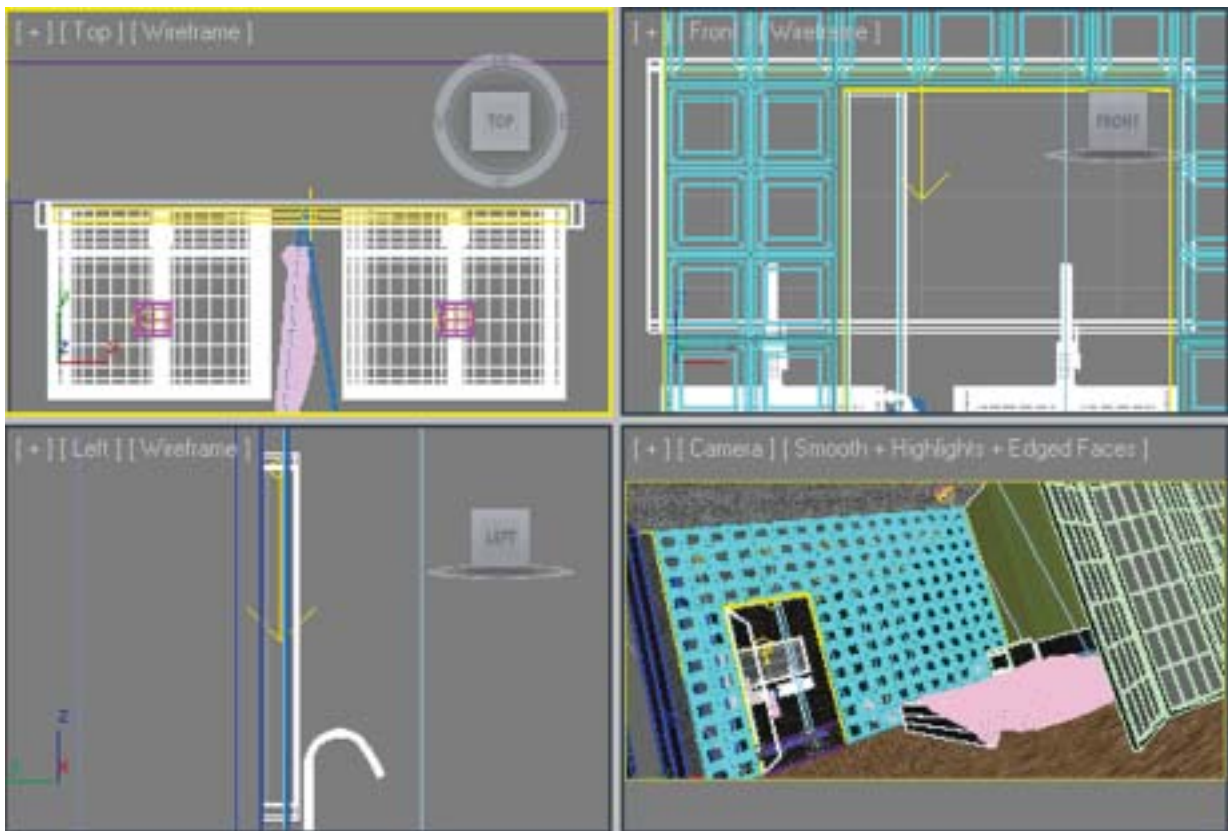 [ + ] [ Top ] [ Wireframe ]
TOP
[ + ] [ Front ] [ Wireframe ]
FRONT
[ + ] [ Left ] [ Wireframe ]
LEFT
Z
X
[ + ] [ Camera ] [ Smooth + Highlights + Edged Faces ]